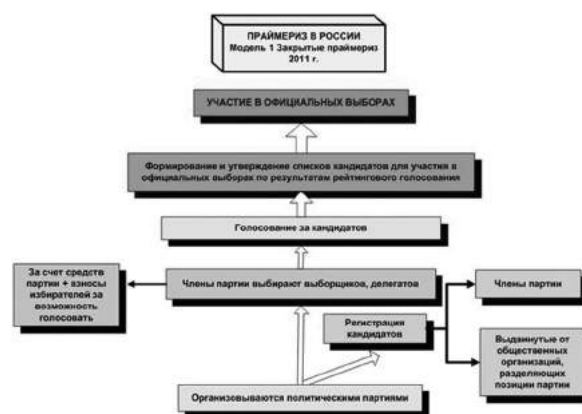 ПРАЙМЕРИЗ В РОССИИ
Модель 1 Закрытые праймериз
2011 г.
УЧАСТИЕ В ОФИЦИАЛЬНЫХ ВЫБОРАХ
Формирование и утверждение списков кандидатов для участия в
официальных выборах по результатам рейтингового голосования
Голосование за кандидатов
За счет средств
партии + взносы
избирателей за
возможность
голосовать
Члены партии выбирают выборщиков, делегатов
Члены партии
Регистрация
кандидатов
Выдвинутые от
общественных
организаций,
разделяющих
позиции партии
Организовываются политическими партиями